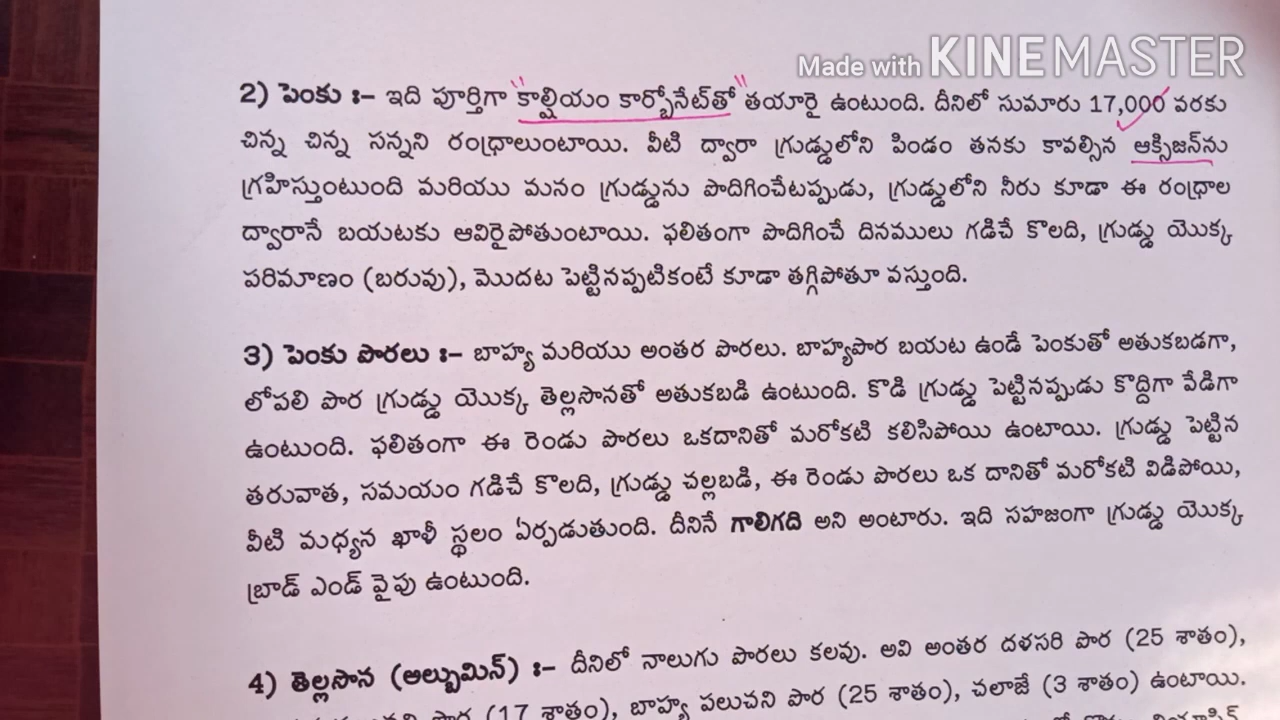 Made with KINEMASTER
2) పెంకు :– ఇది పూర్తిగా "కాల్షియం కార్బోనేట్‌తో" తయారై ఉంటుంది. దీనిలో సుమారు 17,000 వరకు
చిన్న చిన్న సన్నని రంధ్రాలుంటాయి. వీటి ద్వారా గ్రుడ్డులోని పిండం తనకు కావల్సిన ఆక్సిజన్‌ను
గ్రహిస్తుంటుంది మరియు మనం గ్రుడ్డును పొదిగించేటప్పుడు, గ్రుడ్డులోని నీరు కూడా ఈ రంధ్రాల
ద్వారానే బయటకు ఆవిరైపోతుంటాయి. ఫలితంగా పొదిగించే దినములు గడిచే కొలది, గ్రుడ్డు యొక్క
పరిమాణం (బరువు), మొదట పెట్టినప్పటికంటే కూడా తగ్గిపోతూ వస్తుంది.
3) పెంకు పొరలు :– బాహ్య మరియు అంతర పొరలు. బాహ్యపొర బయట ఉండే పెంకుతో అతుకబడగా,
లోపలి పొర గ్రుడ్డు యొక్క తెల్లసొనతో అతుకబడి ఉంటుంది. కొడి గ్రుడ్డు పెట్టినప్పుడు కొద్దిగా వేడిగా
ఉంటుంది. ఫలితంగా ఈ రెండు పొరలు ఒకదానితో మరోకటి కలిసిపోయి ఉంటాయి. గ్రుడ్డు పెట్టిన
తరువాత, సమయం గడిచే కొలది, గ్రుడ్డు చల్లబడి, ఈ రెండు పొరలు ఒక దానితో మరోకటి విడిపోయి,
వీటి మధ్యన ఖాళీ స్థలం ఏర్పడుతుంది. దీనినే గాలిగది అని అంటారు. ఇది సహజంగా గ్రుడ్డు యొక్క
బ్రాడ్ ఎండ్ వైపు ఉంటుంది.
4) తెల్లసొన (అల్బుమిన్) :– దీనిలో నాలుగు పొరలు కలవు. అవి అంతర దళసరి పొర (25 శాతం),
పొర (17 శాతం), బాహ్య పలుచని పొర (25 శాతం), చలాజే (3 శాతం) ఉంటాయి.